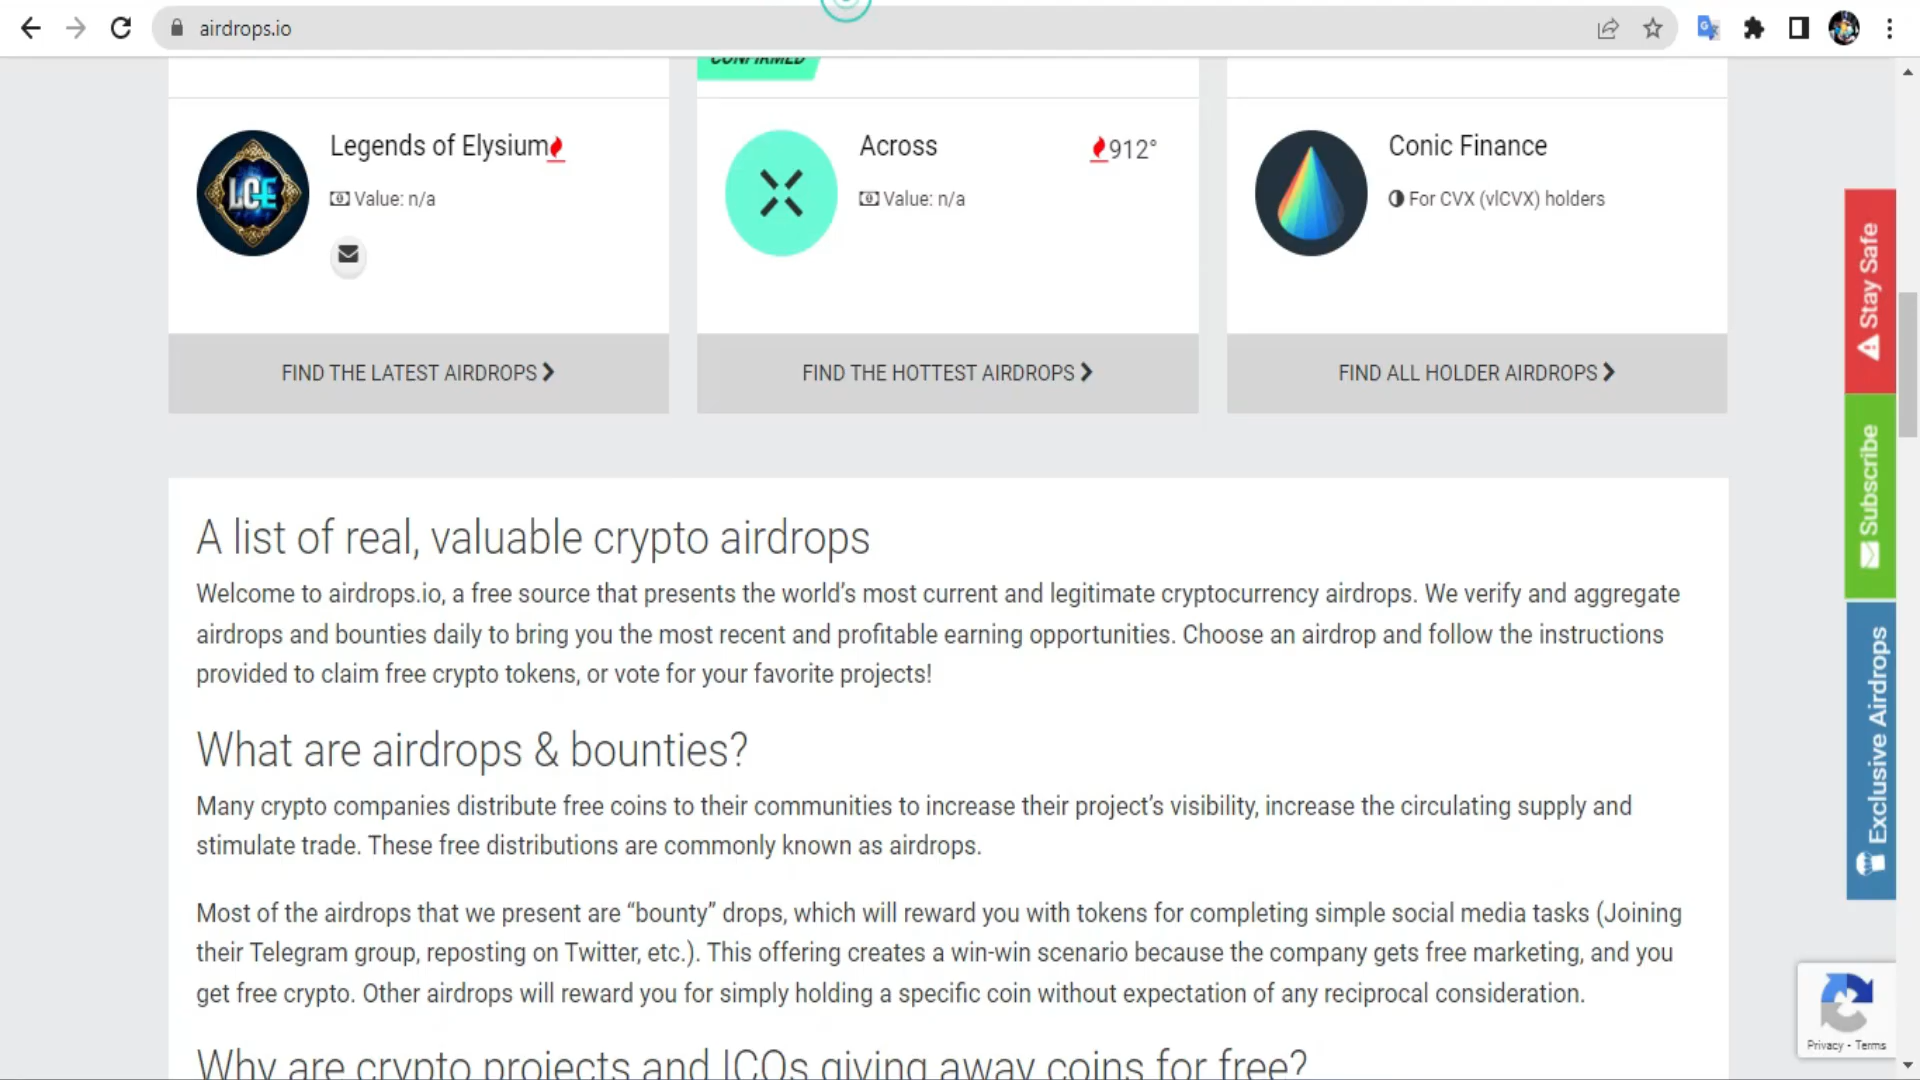 airdrops.io
CONFIRMED
Legends of Elysium
Value: n/a
Across
912°
Value: n/a
Conic Finance
For CVX (vlCVX) holders
LCE
FIND THE LATEST AIRDROPS
FIND THE HOTTEST AIRDROPS
FIND ALL HOLDER AIRDROPS
Stay Safe
Subscribe
Exclusive Airdrops
A list of real, valuable crypto airdrops
Welcome to airdrops.io, a free source that presents the world’s most current and legitimate cryptocurrency airdrops. We verify and aggregate
airdrops and bounties daily to bring you the most recent and profitable earning opportunities. Choose an airdrop and follow the instructions
provided to claim free crypto tokens, or vote for your favorite projects!
What are airdrops & bounties?
Many crypto companies distribute free coins to their communities to increase their project’s visibility, increase the circulating supply and
stimulate trade. These free distributions are commonly known as airdrops.
Most of the airdrops that we present are “bounty” drops, which will reward you with tokens for completing simple social media tasks (Joining
their Telegram group, reposting on Twitter, etc.). This offering creates a win-win scenario because the company gets free marketing, and you
get free crypto. Other airdrops will reward you for simply holding a specific coin without expectation of any reciprocal consideration.
Why are crypto projects and ICOs giving away coins for free?
Privacy - Terms